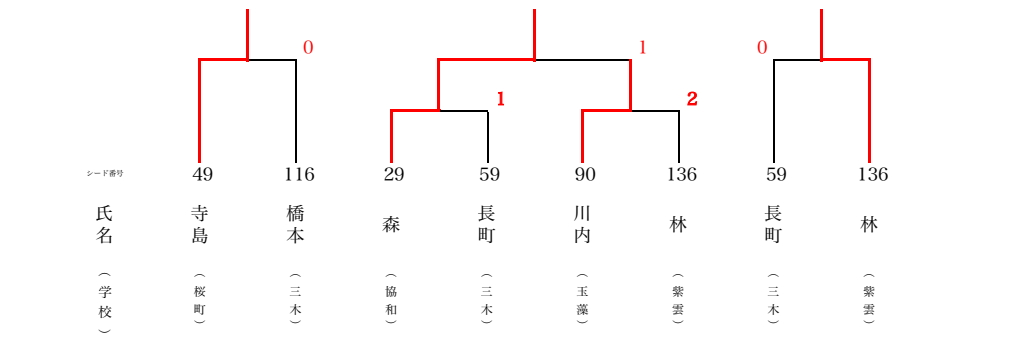 0 1 0
1 2
シード番号 49 116 29 59 90 136 59 136
氏名 寺島 橋本 森 長町 川内 林 長町 林
（学校） （桜町） （三木） （協和） （三木） （玉藻） （紫雲） （三木） （紫雲）